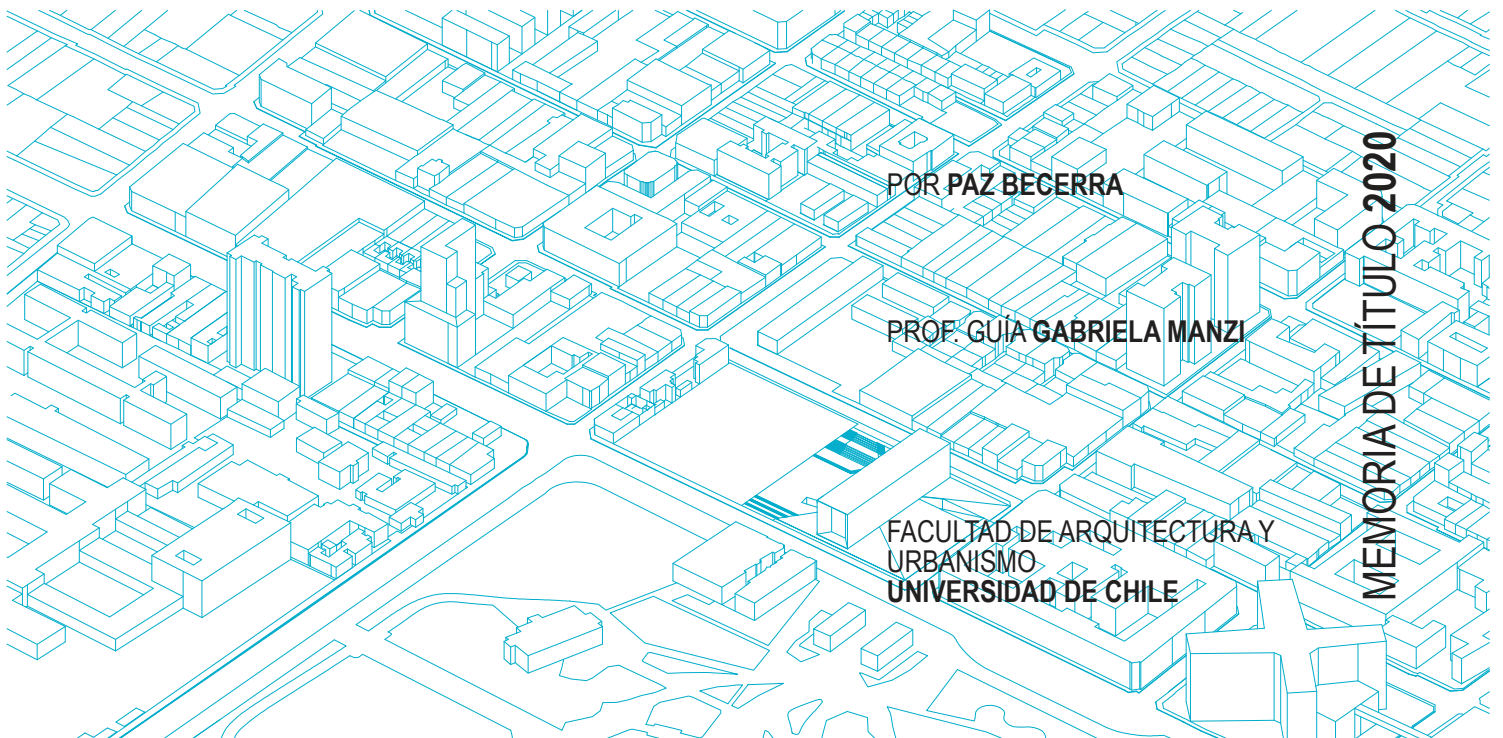 POR PAZ BECERRA
PROF. GUÍA GABRIELA MANZI
FACULTAD DE ARQUITECTURA Y
URBANISMO
UNIVERSIDAD DE CHILE
MEMORIA DE TÍTULO 2020